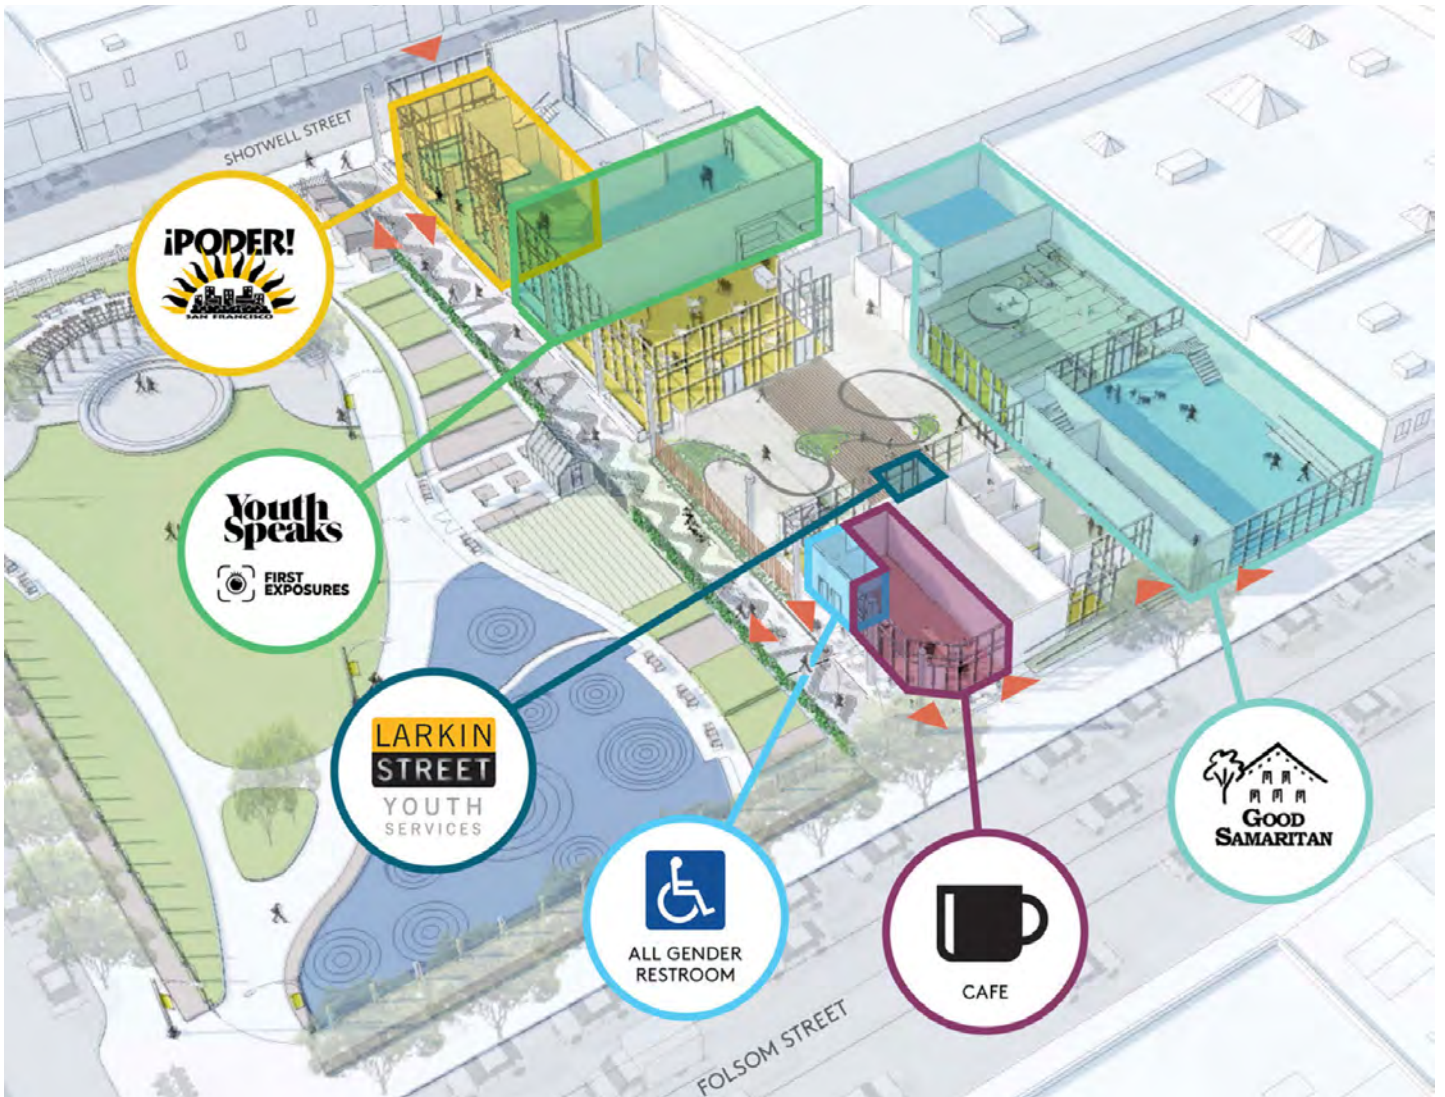 SHOTWELL STREET
¡PODER!
SAN FRANCISCO
Youth
Speaks
FIRST
EXPOSURES
LARKIN
STREET
YOUTH
SERVICES
ALL GENDER
RESTROOM
CAFE
GOOD
SAMARITAN
FOLSOM STREET